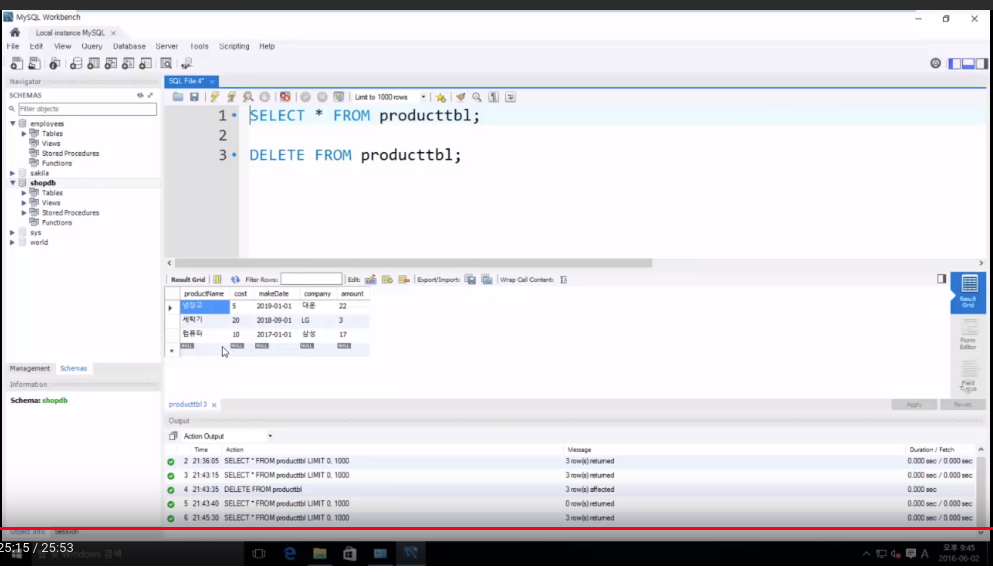 MySQL Workbench
Local instance MySQL
File Edit View Query Database Server Tools Scripting Help
Navigator
SCHEMAS
Filter objects
employees
Tables
Views
Stored Procedures
Functions
sakila
shopdb
Tables
Views
Stored Procedures
Functions
sys
world
Management Schemas
Information
Schema: shopdb
SQL File 4*
Limit to 1000 rows
1 SELECT * FROM producttbl;
2
3 DELETE FROM producttbl;
Result Grid Filter Rows: Edit: Export/Import: Wrap Cell Content:
productName cost makeDate company amount
냉장고 5 2019-01-01 대우 22
세탁기 20 2018-09-01 LG 3
컴퓨터 10 2017-01-01 삼성 17
NULL NULL NULL NULL NULL
Result Grid
Form Editor
Field Types
producttbl 3
Apply Revert
Output
Action Output
Time Action Message Duration / Fetch
2 21:36:05 SELECT * FROM producttbl LIMIT 0, 1000 3 row(s) returned 0.000 sec / 0.000 sec
3 21:43:15 SELECT * FROM producttbl LIMIT 0, 1000 3 row(s) returned 0.000 sec / 0.000 sec
4 21:43:35 DELETE FROM producttbl 3 row(s) affected 0.000 sec
5 21:43:40 SELECT * FROM producttbl LIMIT 0, 1000 0 row(s) returned 0.000 sec / 0.000 sec
6 21:45:30 SELECT * FROM producttbl LIMIT 0, 1000 3 row(s) returned 0.000 sec / 0.000 sec
Object Info Session
25:15 / 25:53
Windows 검색
A
오후 9:45
2016-06-02